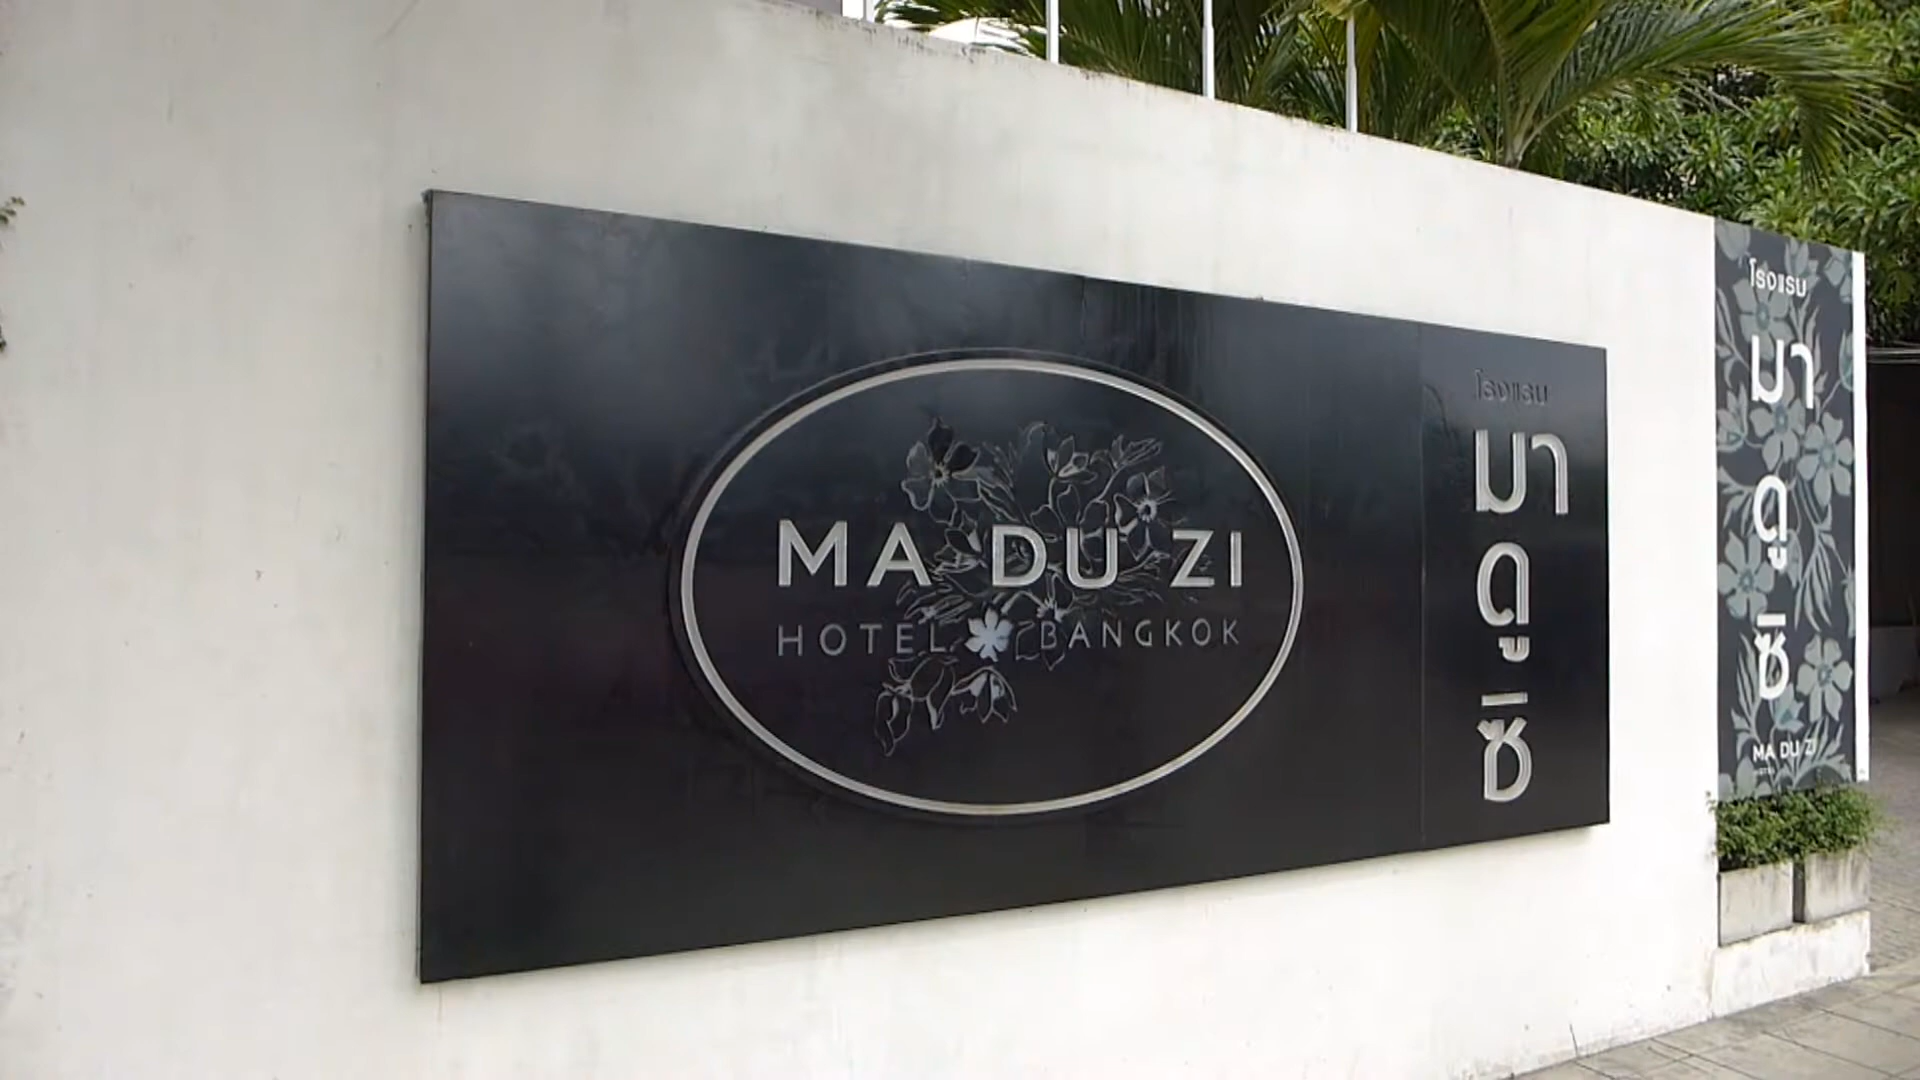 MA DU ZI
HOTEL BANGKOK
โรงแรม
มา
ดู
ซิ
โรงแรม
มา
ดู
ซิ
MA DU ZI